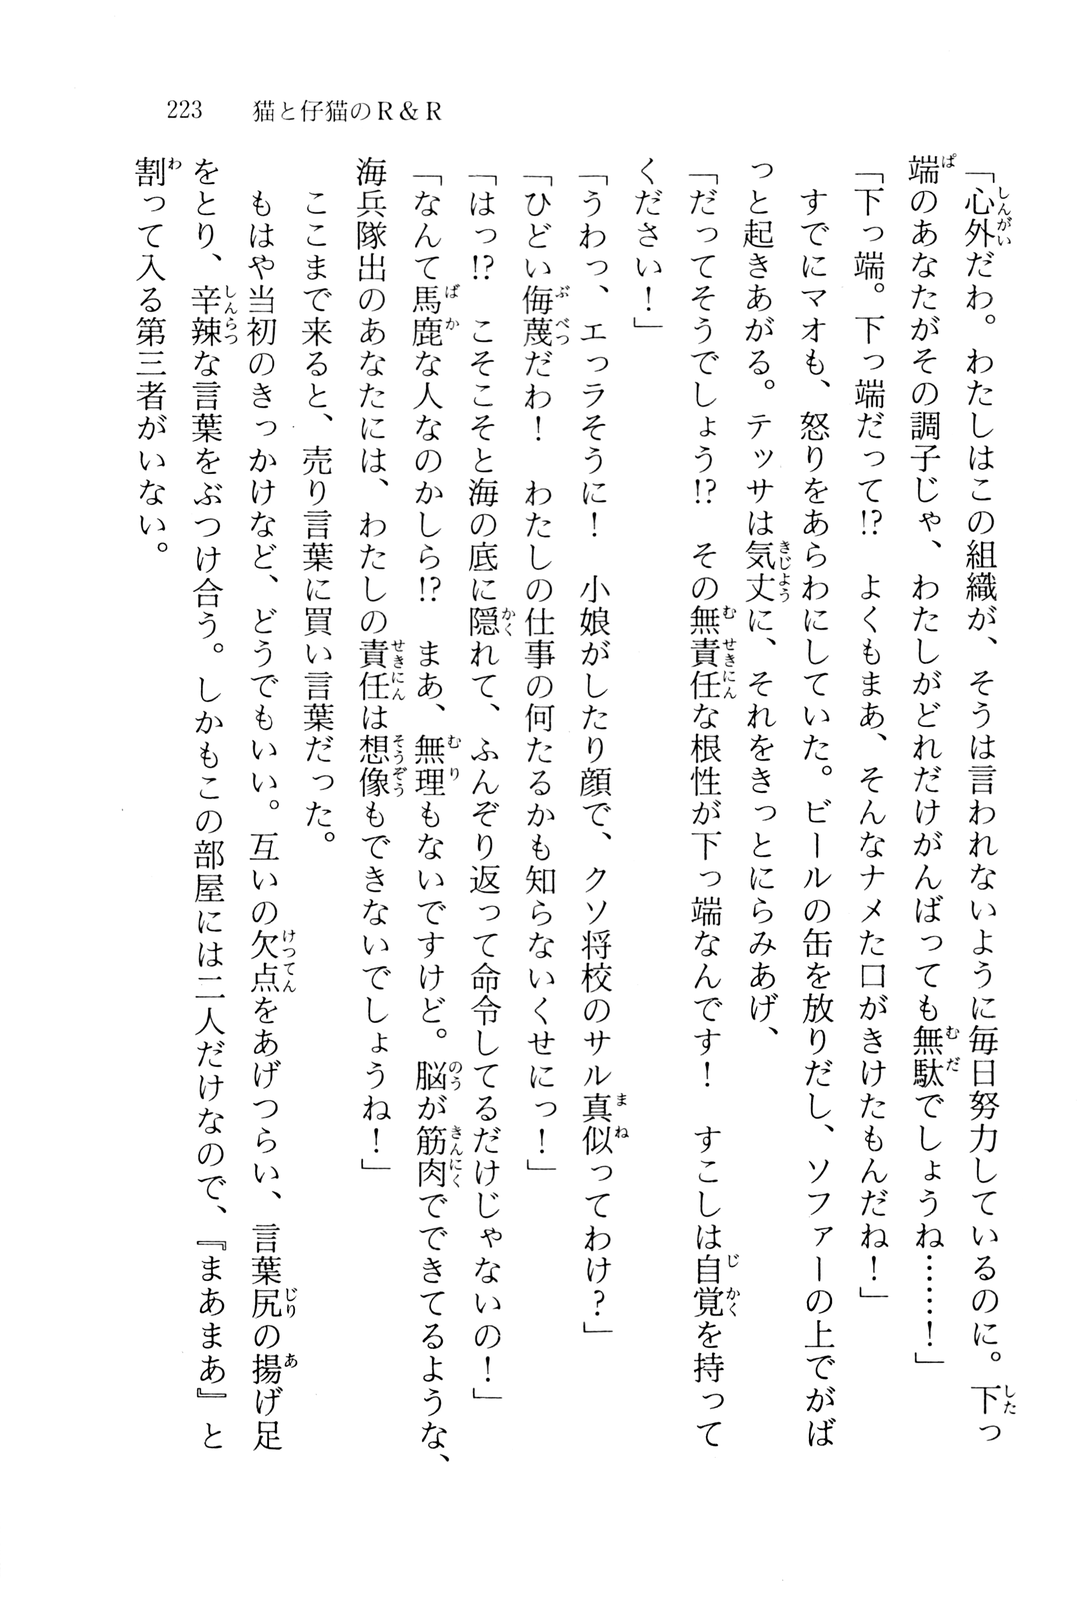 223　猫と仔猫のR&R
「心外だわ。わたしはこの組織が、そうは言われないように毎日努力しているのに。下っ
端のあなたがその調子じゃ、わたしがどれだけがんばっても無駄でしょうね……！」
「下っ端。下っ端だって!?　よくもまあ、そんなナメた口がきけたもんだね！」
　すでにマオも、怒りをあらわにしていた。ビールの缶を放りだし、ソファーの上でがば
っと起きあがる。テッサは気丈に、それをきっとにらみあげ、
「だってそうでしょう!?　その無責任な根性が下っ端なんです！　すこしは自覚を持って
ください！」
「うわっ、エっラそうに！　小娘がしたり顔で、クソ将校のサル真似ってわけ？」
「ひどい侮蔑だわ！　わたしの仕事の何たるかも知らないくせにっ！」
「はっ!?　こそこそと海の底に隠れて、ふんぞり返って命令してるだけじゃないの！」
「なんて馬鹿な人なのかしら!?　まあ、無理もないですけど。脳が筋肉でできてるような、
海兵隊出のあなたには、わたしの責任は想像もできないでしょうね！」
　ここまで来ると、売り言葉に買い言葉だった。
　もはや当初のきっかけなど、どうでもいい。互いの欠点をあげつらい、言葉尻の揚げ足
をとり、辛辣な言葉をぶつけ合う。しかもこの部屋には二人だけなので、『まあまあ』と
割って入る第三者がいない。